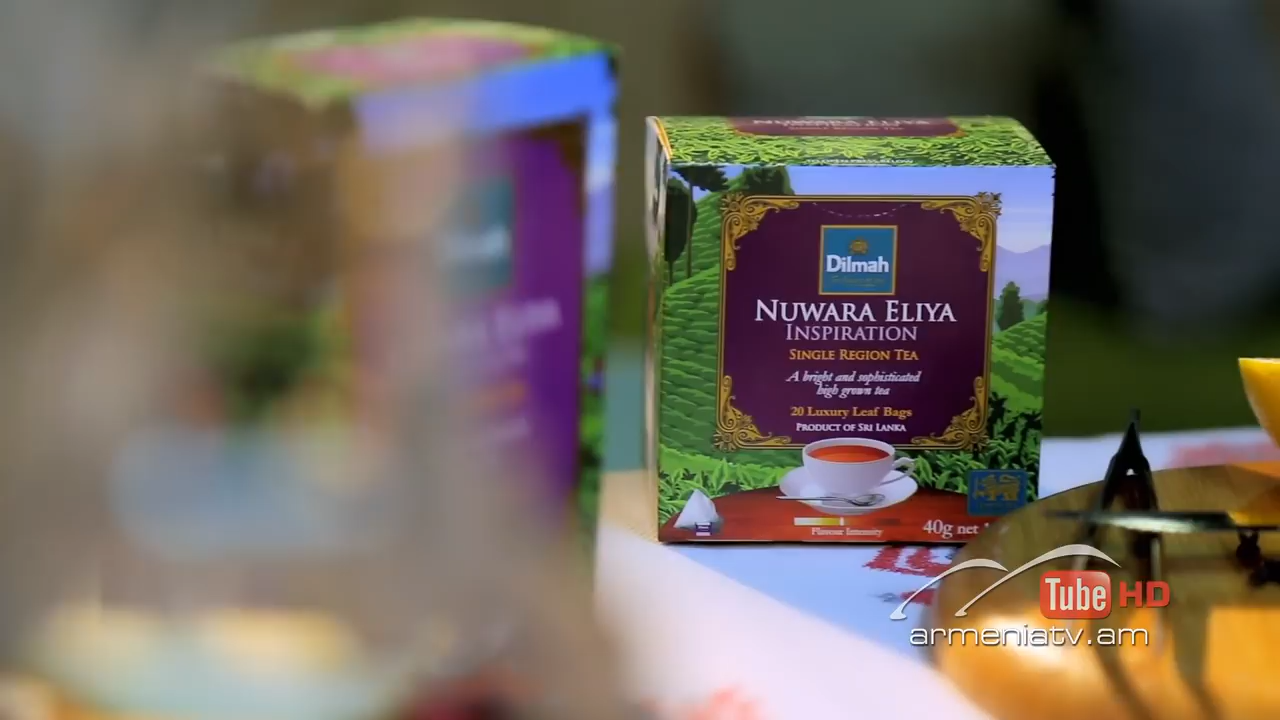 NUWARA ELIYA
Dilmah
NUWARA ELIYA
INSPIRATION
SINGLE REGION TEA
A bright and sophisticated
high grown tea
20 Luxury Leaf Bags
PRODUCT OF SRI LANKA
Flavour Intensity
40g net
Tube HD
armeniatv.am